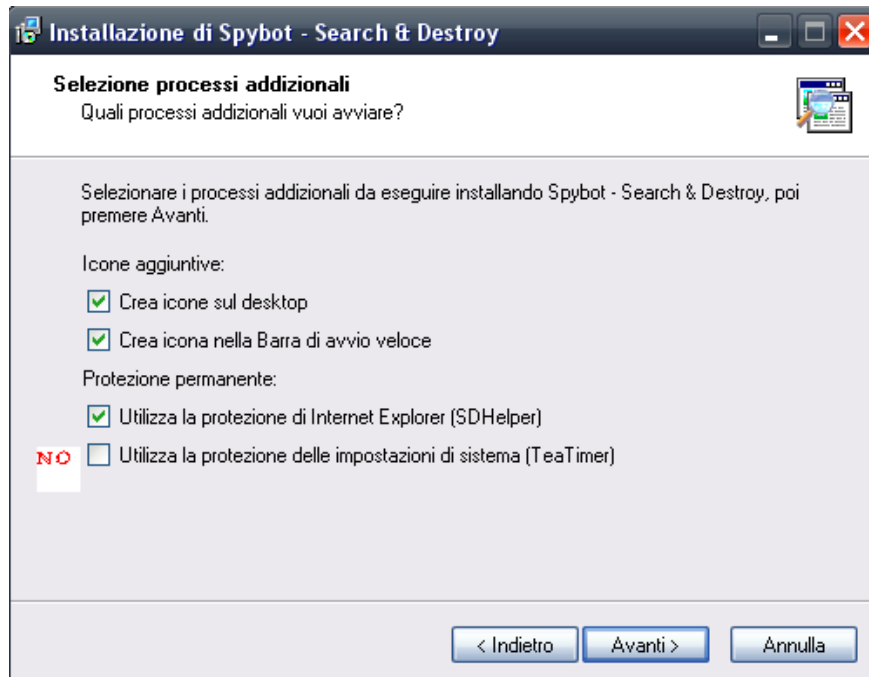 Installazione di Spybot - Search & Destroy
Selezione processi addizionali
Quali processi addizionali vuoi avviare?
Selezionare i processi addizionali da eseguire installando Spybot - Search & Destroy, poi
premere Avanti.
Icone aggiuntive:
Crea icone sul desktop
Crea icona nella Barra di avvio veloce
Protezione permanente:
Utilizza la protezione di Internet Explorer (SDHelper)
NO Utilizza la protezione delle impostazioni di sistema (TeaTimer)
< Indietro Avanti > Annulla